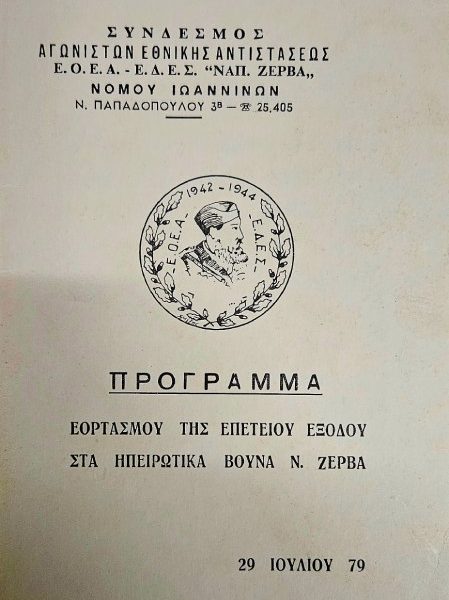 ΣΥΝΔΕΣΜΟΣ
ΑΓΩΝΙΣΤΩΝ ΕΘΝΙΚΗΣ ΑΝΤΙΣΤΑΣΕΩΣ
Ε.Ο.Ε.Α. - Ε.Δ.Ε.Σ. “ΝΑΠ. ΖΕΡΒΑ„
ΝΟΜΟΥ ΙΩΑΝΝΙΝΩΝ
Ν. ΠΑΠΑΔΟΠΟΥΛΟΥ 3Β — ☎ 25,405
Ε.Ο.Ε.Α. 1942-1944 Ε.Δ.Ε.Σ.
ΠΡΟΓΡΑΜΜΑ
ΕΟΡΤΑΣΜΟΥ ΤΗΣ ΕΠΕΤΕΙΟΥ ΕΞΟΔΟΥ
ΣΤΑ ΗΠΕΙΡΩΤΙΚΑ ΒΟΥΝΑ Ν. ΖΕΡΒΑ
29 ΙΟΥΛΙΟΥ 79